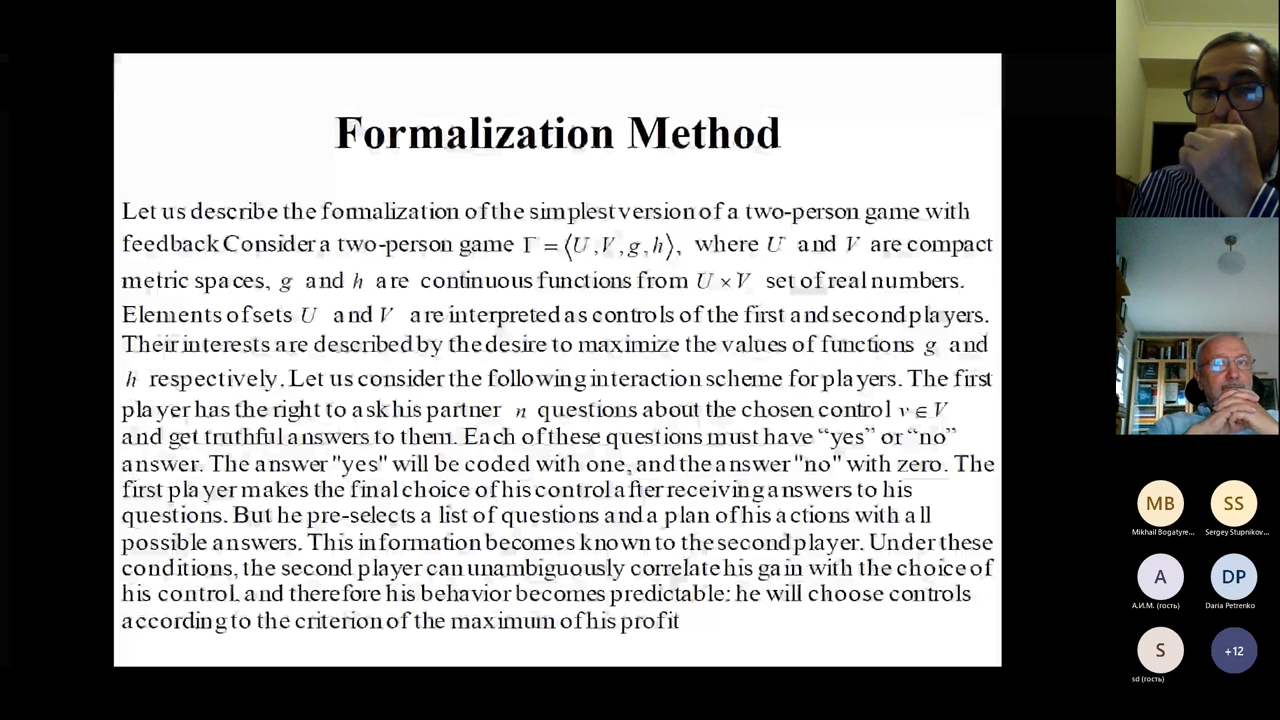 Formalization Method
Let us describe the formalization of the simplest version of a two-person game with
feedback Consider a two-person game Γ = ⟨U, V, g, h⟩, where U and V are compact
metric spaces, g and h are continuous functions from U × V set of real numbers.
Elements of sets U and V are interpreted as controls of the first and second players.
Their interests are described by the desire to maximize the values of functions g and
h respectively. Let us consider the following interaction scheme for players. The first
player has the right to ask his partner n questions about the chosen control v ∈ V
and get truthful answers to them. Each of these questions must have “yes” or “no”
answer. The answer "yes" will be coded with one, and the answer "no" with zero. The
first player makes the final choice of his control after receiving answers to his
questions. But he pre-selects a list of questions and a plan of his actions with all
possible answers. This information becomes known to the second player. Under these
conditions, the second player can unambiguously correlate his gain with the choice of
his control. and therefore his behavior becomes predictable: he will choose controls
according to the criterion of the maximum of his profit
MB
SS
Mikhail Bogatyre...
Sergey Stupnikov...
A
DP
А.И.М. (гость)
Daria Petrenko
S
+12
sd (гость)